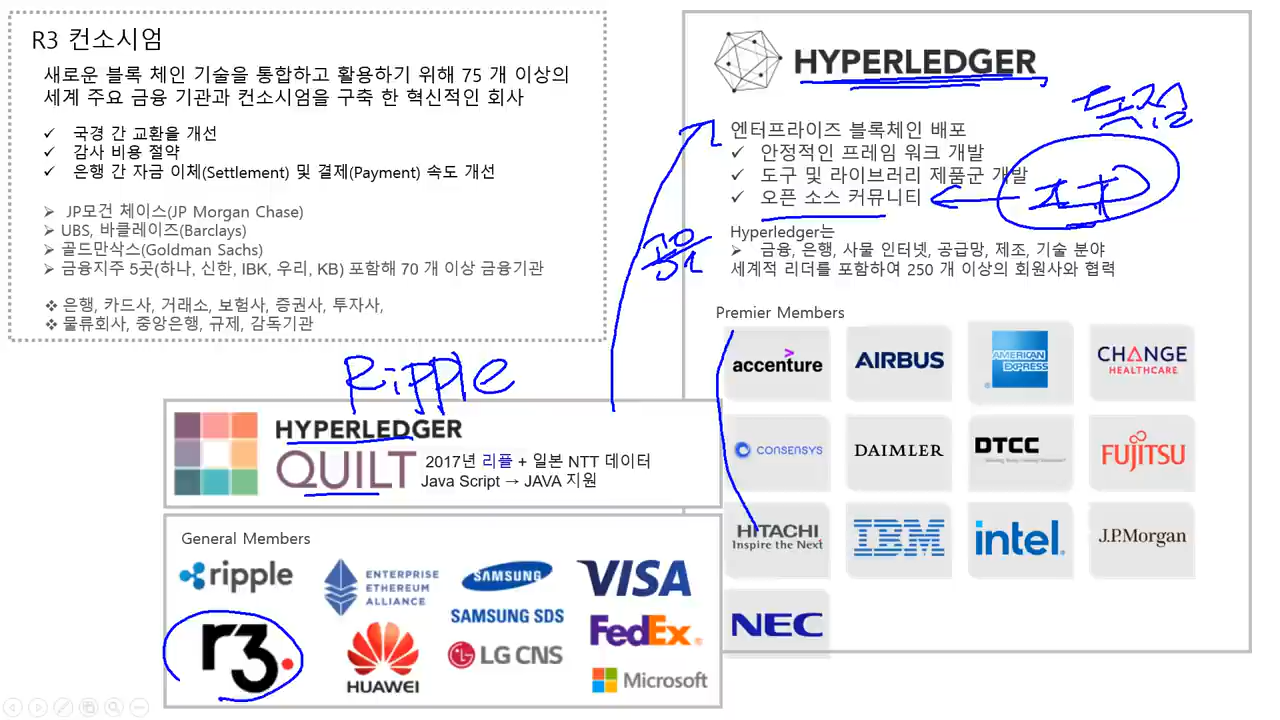 R3 컨소시엄
새로운 블록 체인 기술을 통합하고 활용하기 위해 75 개 이상의
세계 주요 금융 기관과 컨소시엄을 구축 한 혁신적인 회사
✓ 국경 간 교환율 개선
✓ 감사 비용 절약
✓ 은행 간 자금 이체(Settlement) 및 결제(Payment) 속도 개선
➢ JP모건 체이스(JP Morgan Chase)
➢ UBS, 바클레이즈(Barclays)
➢ 골드만삭스(Goldman Sachs)
➢ 금융지주 5곳(하나, 신한, IBK, 우리, KB) 포함해 70 개 이상 금융기관
❖ 은행, 카드사, 거래소, 보험사, 증권사, 투자사,
❖ 물류회사, 중앙은행, 규제, 감독기관
Ripple
HYPERLEDGER
QUILT
2017년 리플 + 일본 NTT 데이터
Java Script → JAVA 지원
General Members
ripple
ENTERPRISE
ETHEREUM
ALLIANCE
SAMSUNG
SAMSUNG SDS
VISA
r3.
HUAWEI
LG CNS
FedEx
Microsoft
공유
HYPERLEDGER
독점
엔터프라이즈 블록체인 배포
✓ 안정적인 프레임 워크 개발
✓ 도구 및 라이브러리 제품군 개발
✓ 오픈 소스 커뮤니티
Hyperledger는
➢ 금융, 은행, 사물 인터넷, 공급망, 제조, 기술 분야
세계적 리더를 포함하여 250 개 이상의 회원사와 협력
Premier Members
accenture
AIRBUS
AMERICAN
EXPRESS
CHANGE
HEALTHCARE
CONSENSYS
DAIMLER
DTCC
FUJITSU
HITACHI
Inspire the Next
IBM
intel.
J.P.Morgan
NEC